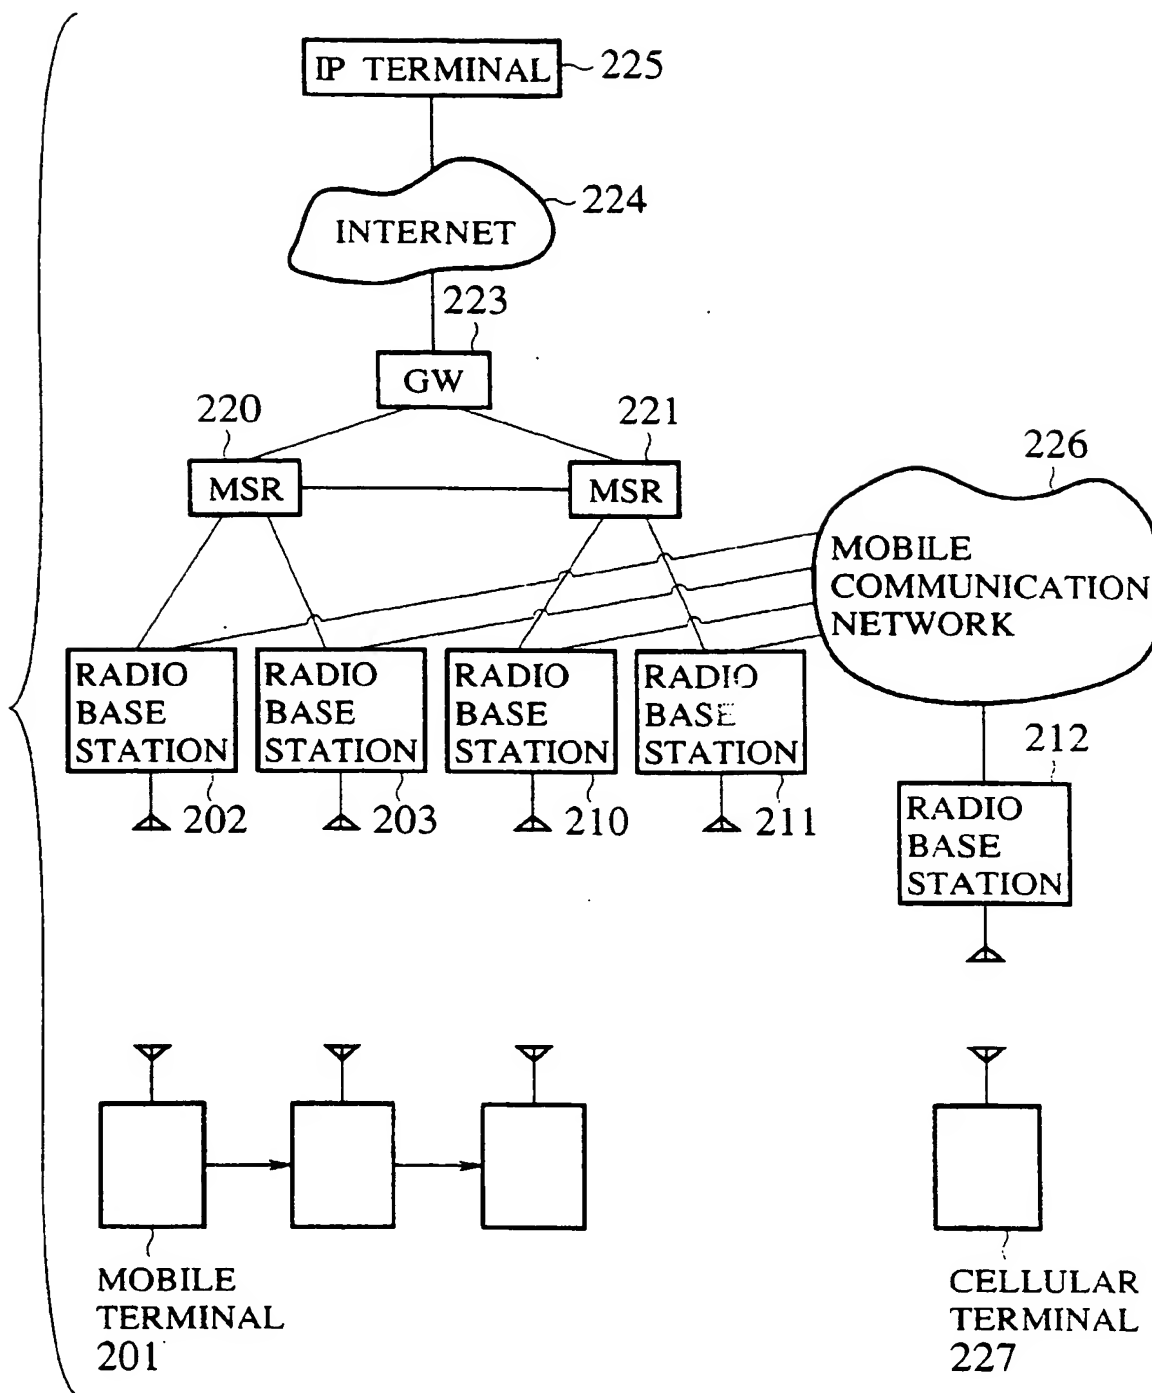 IP TERMINAL
225
INTERNET
224
223
GW
220
221
MSR
MSR
226
MOBILE
COMMUNICATION
NETWORK
RADIO
BASE
STATION
202
RADIO
BASE
STATION
203
RADIO
BASE
STATION
210
RADIO
BASE
STATION
211
212
RADIO
BASE
STATION
MOBILE
TERMINAL
201
CELLULAR
TERMINAL
227